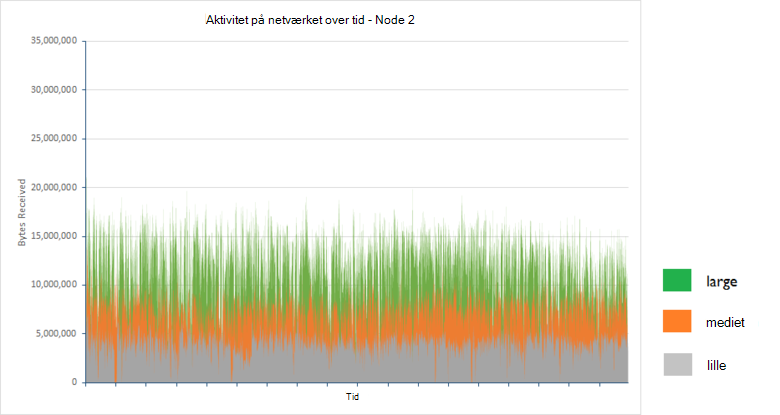 Aktivitet på netværket over tid - Node 2
35,000,000
30,000,000
25,000,000
20,000,000
15,000,000
10,000,000
5,000,000
0
Bytes Received
Tid
large
mediet
lille